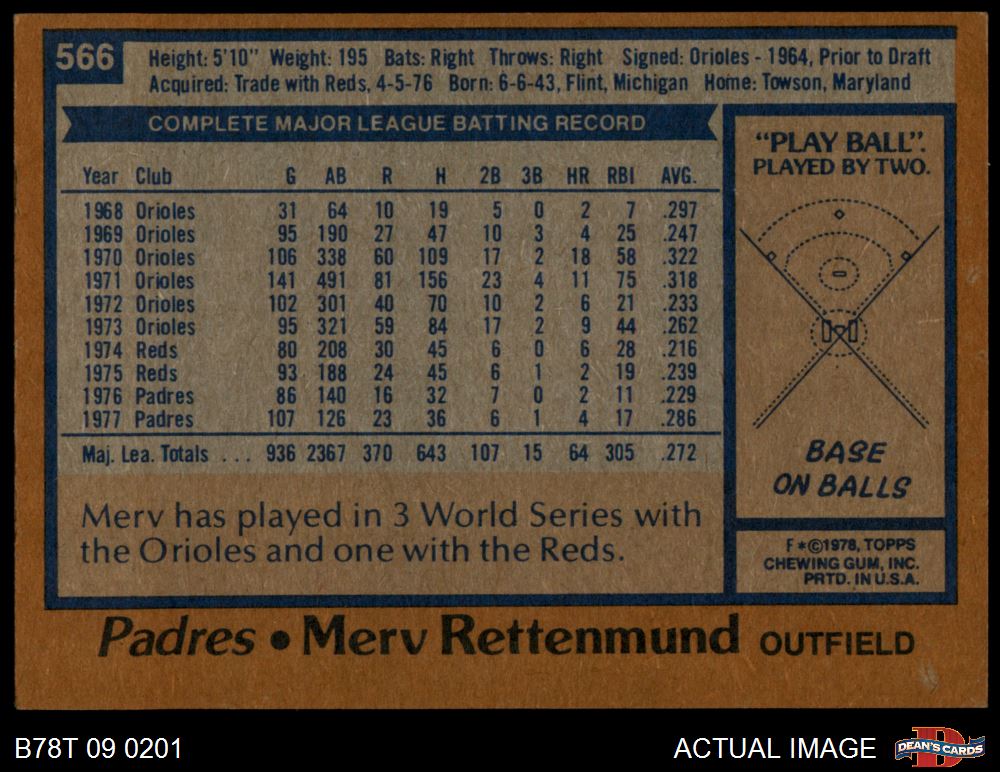 566
Height: 5'10" Weight: 195 Bats: Right Throws: Right Signed: Orioles - 1964, Prior to Draft
Acquired: Trade with Reds, 4-5-76 Born: 6-6-43, Flint, Michigan Home: Towson, Maryland
COMPLETE MAJOR LEAGUE BATTING RECORD
Year Club G AB R H 2B 3B HR RBI AVG.
1968 Orioles 31 64 10 19 5 0 2 7 .297
1969 Orioles 95 190 27 47 10 3 4 25 .247
1970 Orioles 106 338 60 109 17 2 18 58 .322
1971 Orioles 141 491 81 156 23 4 11 75 .318
1972 Orioles 102 301 40 70 10 2 6 21 .233
1973 Orioles 95 321 59 84 17 2 9 44 .262
1974 Reds 80 208 30 45 6 0 6 28 .216
1975 Reds 93 188 24 45 6 1 2 19 .239
1976 Padres 86 140 16 32 7 0 2 11 .229
1977 Padres 107 126 23 36 6 1 4 17 .286
Maj. Lea. Totals . . . 936 2367 370 643 107 15 64 305 .272
Merv has played in 3 World Series with
the Orioles and one with the Reds.
"PLAY BALL".
PLAYED BY TWO.
BASE
ON BALLS
F*©1978, TOPPS
CHEWING GUM, INC.
PRTD. IN U.S.A.
Padres • Merv Rettenmund OUTFIELD
B78T 09 0201
ACTUAL IMAGE
D
DEAN'S CARDS